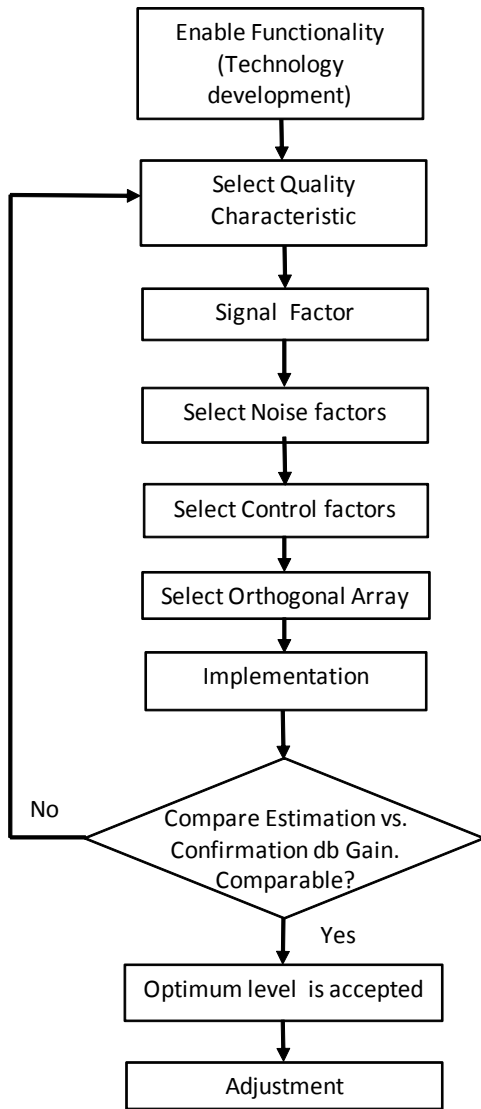 Enable Functionality
(Technology
development)
Select Quality
Characteristic
Signal Factor
Select Noise factors
Select Control factors
Select Orthogonal Array
Implementation
No
Compare Estimation vs.
Confirmation db Gain.
Comparable?
Yes
Optimum level is accepted
Adjustment